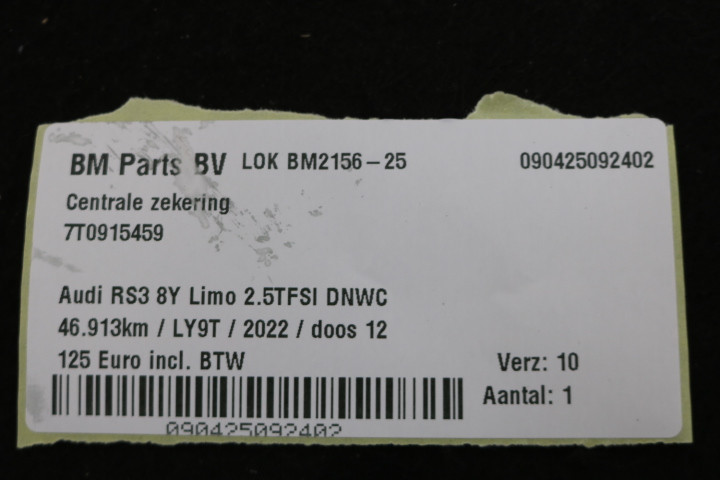 BM Parts BV LOK BM2156-25 090425092402
Centrale zekering
7T0915459
Audi RS3 8Y Limo 2.5TFSI DNWC
46.913km / LY9T / 2022 / doos 12
125 Euro incl. BTW Verz: 10
Aantal: 1
090425092402